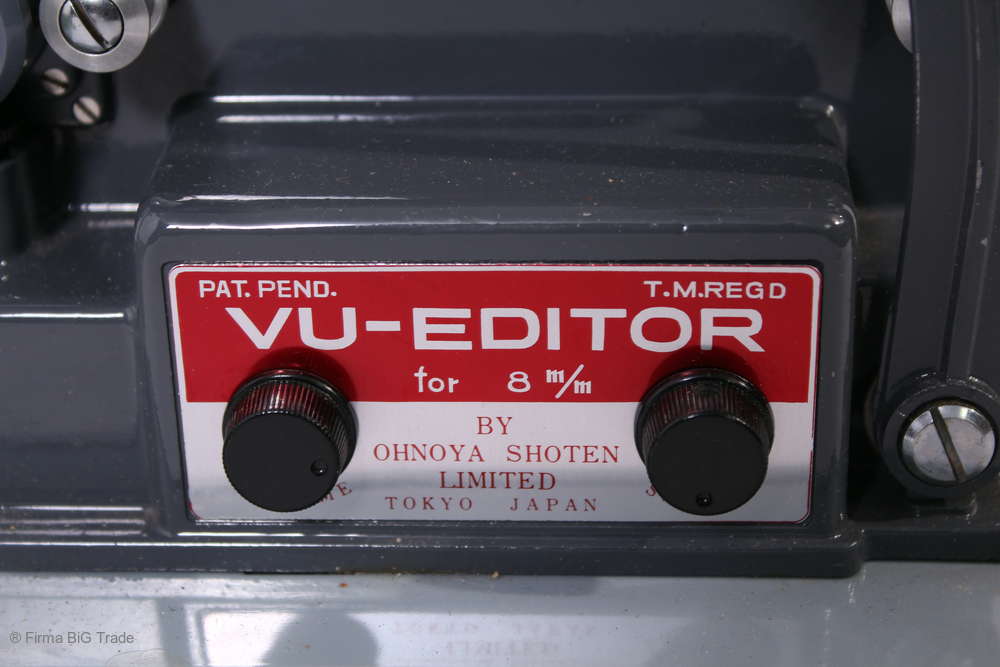 PAT. PEND. T.M.REGD
VU-EDITOR
for 8 m/m
BY
OHNOYA SHOTEN
LIMITED
TOKYO JAPAN
® Firma BiG Trade